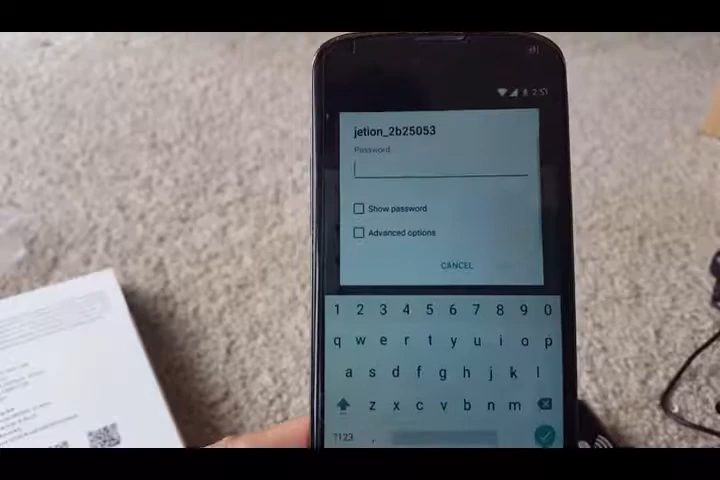 2:51
jetion_2b25053
Password
Show password
Advanced options
CANCEL
1 2 3 4 5 6 7 8 9 0
q w e r t y u i o p
a s d f g h j k l
z x c v b n m
?123 ,